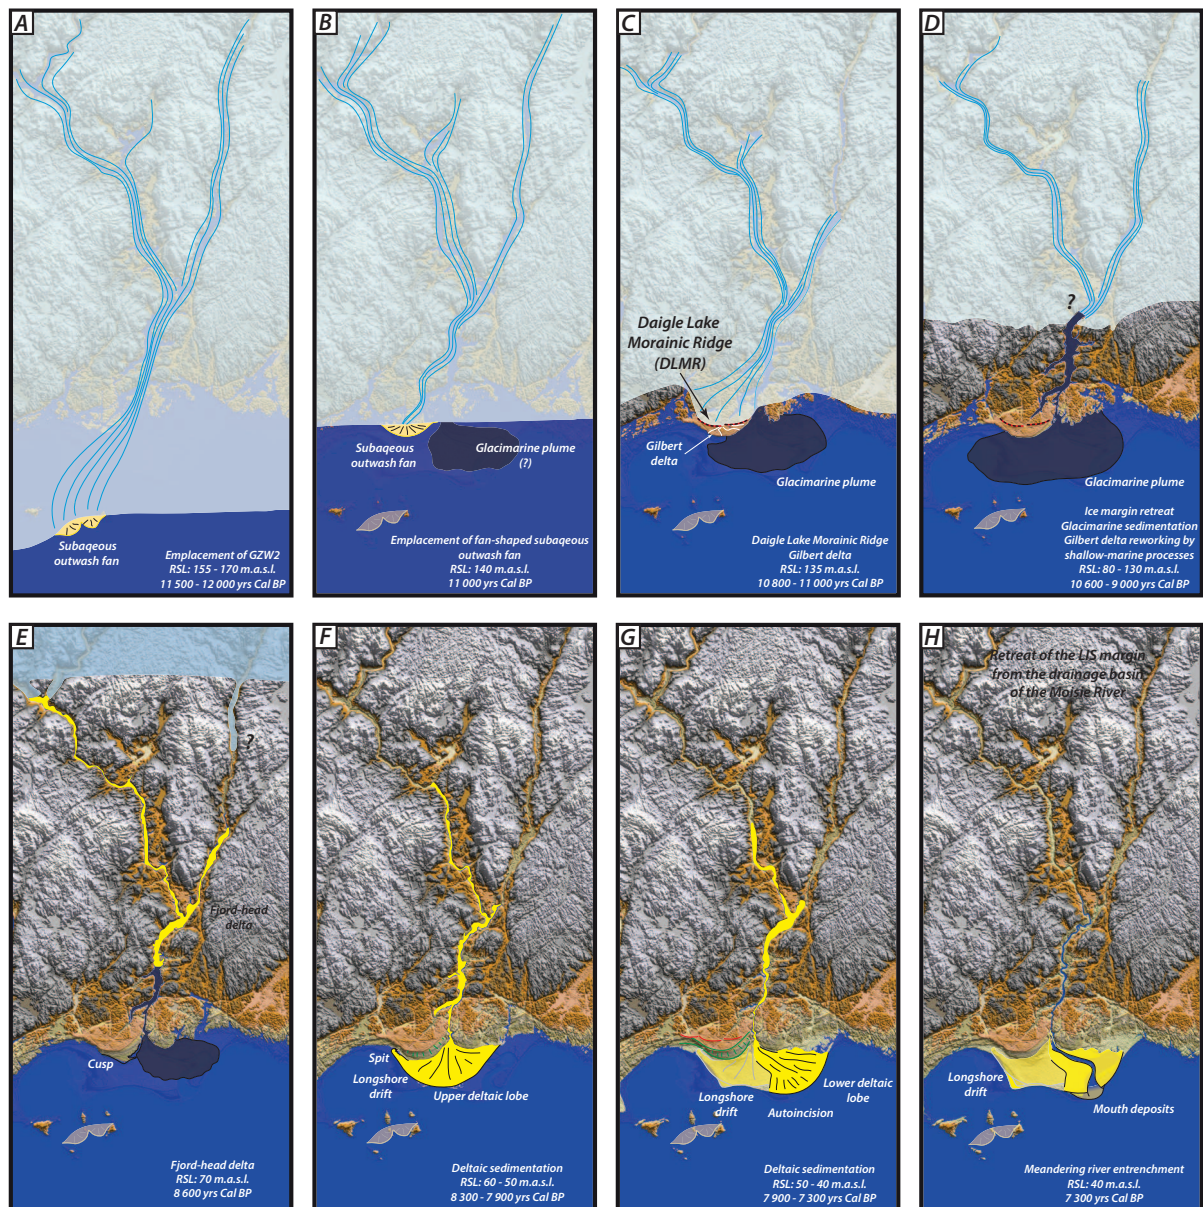 A
Subaqeous
outwash fan
Emplacement of GZW2
RSL: 155 - 170 m.a.s.l.
11 500 - 12 000 yrs Cal BP
B
Subaqeous
outwash fan
Glacimarine plume
(?)
Emplacement of fan-shaped subaqeous
outwash fan
RSL: 140 m.a.s.l.
11 000 yrs Cal BP
C
Daigle Lake
Morainic Ridge
(DLMR)
Gilbert
delta
Glacimarine plume
Daigle Lake Morainic Ridge
Gilbert delta
RSL: 135 m.a.s.l.
10 800 - 11 000 yrs Cal BP
D
?
Glacimarine plume
Ice margin retreat
Glacimarine sedimentation
Gilbert delta reworking by
shallow-marine processes
RSL: 80 - 130 m.a.s.l.
10 600 - 9 000 yrs Cal BP
E
?
Fjord-head
delta
Cusp
Fjord-head delta
RSL: 70 m.a.s.l.
8 600 yrs Cal BP
F
Spit
Longshore
drift
Upper deltaic lobe
Deltaic sedimentation
RSL: 60 - 50 m.a.s.l.
8 300 - 7 900 yrs Cal BP
G
Longshore
drift
Autoincision
Lower deltaic
lobe
Deltaic sedimentation
RSL: 50 - 40 m.a.s.l.
7 900 - 7 300 yrs Cal BP
H
Retreat of the LIS margin
from the drainage basin
of the Moisie River
Longshore
drift
Mouth deposits
Meandering river entrenchment
RSL: 40 m.a.s.l.
7 300 yrs Cal BP